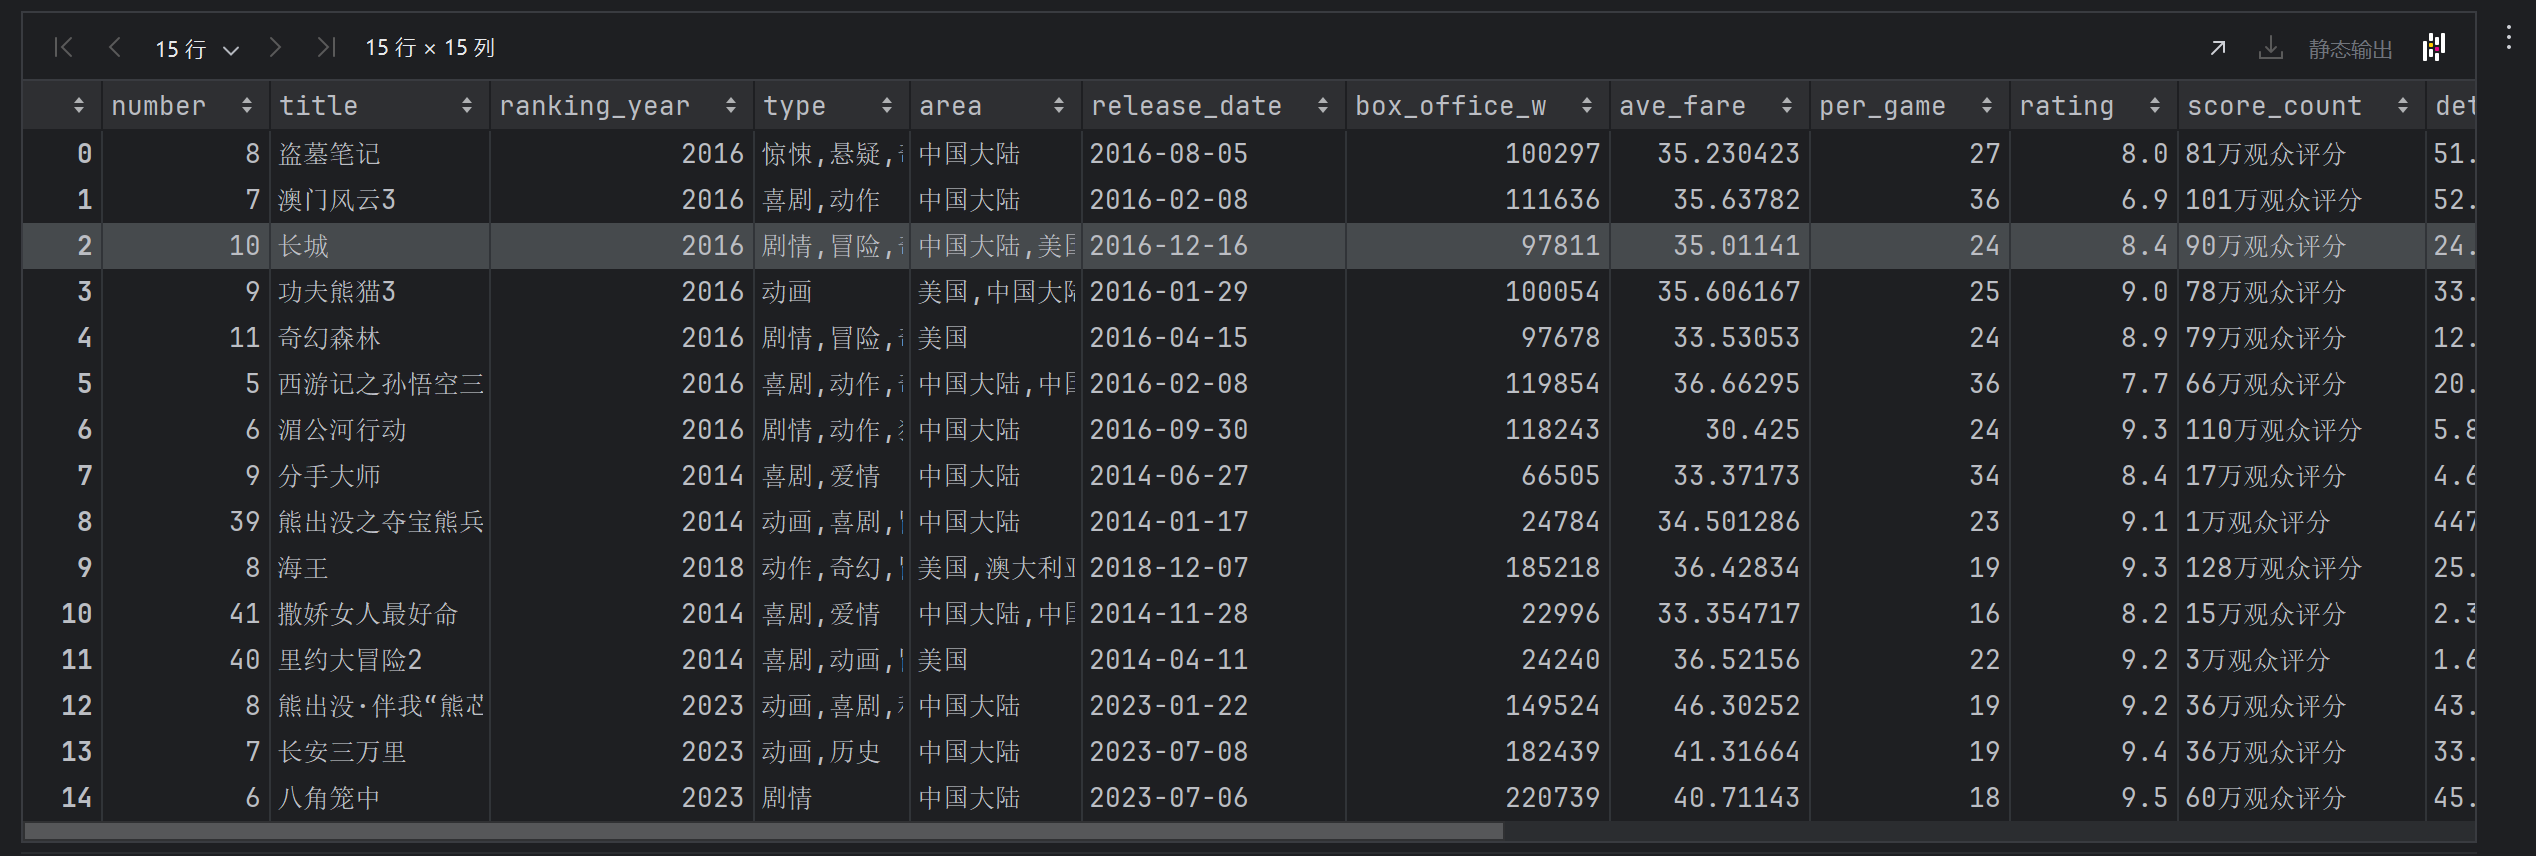 15 行 15 行 × 15 列 静态输出
number title ranking_year type area release_date box_office_w ave_fare per_game rating score_count det
0 8 盗墓笔记 2016 惊悚,悬疑, 中国大陆 2016-08-05 100297 35.230423 27 8.0 81万观众评分 51.
1 7 澳门风云3 2016 喜剧,动作 中国大陆 2016-02-08 111636 35.63782 36 6.9 101万观众评分 52.
2 10 长城 2016 剧情,冒险, 中国大陆,美国 2016-12-16 97811 35.01141 24 8.4 90万观众评分 24.
3 9 功夫熊猫3 2016 动画 美国,中国大陆 2016-01-29 100054 35.606167 25 9.0 78万观众评分 33.
4 11 奇幻森林 2016 剧情,冒险, 美国 2016-04-15 97678 33.53053 24 8.9 79万观众评分 12.
5 5 西游记之孙悟空三 2016 喜剧,动作, 中国大陆,中国 2016-02-08 119854 36.66295 36 7.7 66万观众评分 20.
6 6 湄公河行动 2016 剧情,动作, 中国大陆 2016-09-30 118243 30.425 24 9.3 110万观众评分 5.8
7 9 分手大师 2014 喜剧,爱情 中国大陆 2014-06-27 66505 33.37173 34 8.4 17万观众评分 4.6
8 39 熊出没之夺宝熊兵 2014 动画,喜剧, 中国大陆 2014-01-17 24784 34.501286 23 9.1 1万观众评分 447
9 8 海王 2018 动作,奇幻, 美国,澳大利亚 2018-12-07 185218 36.42834 19 9.3 128万观众评分 25.
10 41 撒娇女人最好命 2014 喜剧,爱情 中国大陆,中国 2014-11-28 22996 33.354717 16 8.2 15万观众评分 2.3
11 40 里约大冒险2 2014 喜剧,动画, 美国 2014-04-11 24240 36.52156 22 9.2 3万观众评分 1.6
12 8 熊出没·伴我“熊芯 2023 动画,喜剧, 中国大陆 2023-01-22 149524 46.30252 19 9.2 36万观众评分 43.
13 7 长安三万里 2023 动画,历史 中国大陆 2023-07-08 182439 41.31664 19 9.4 36万观众评分 33.
14 6 八角笼中 2023 剧情 中国大陆 2023-07-06 220739 40.71143 18 9.5 60万观众评分 45.